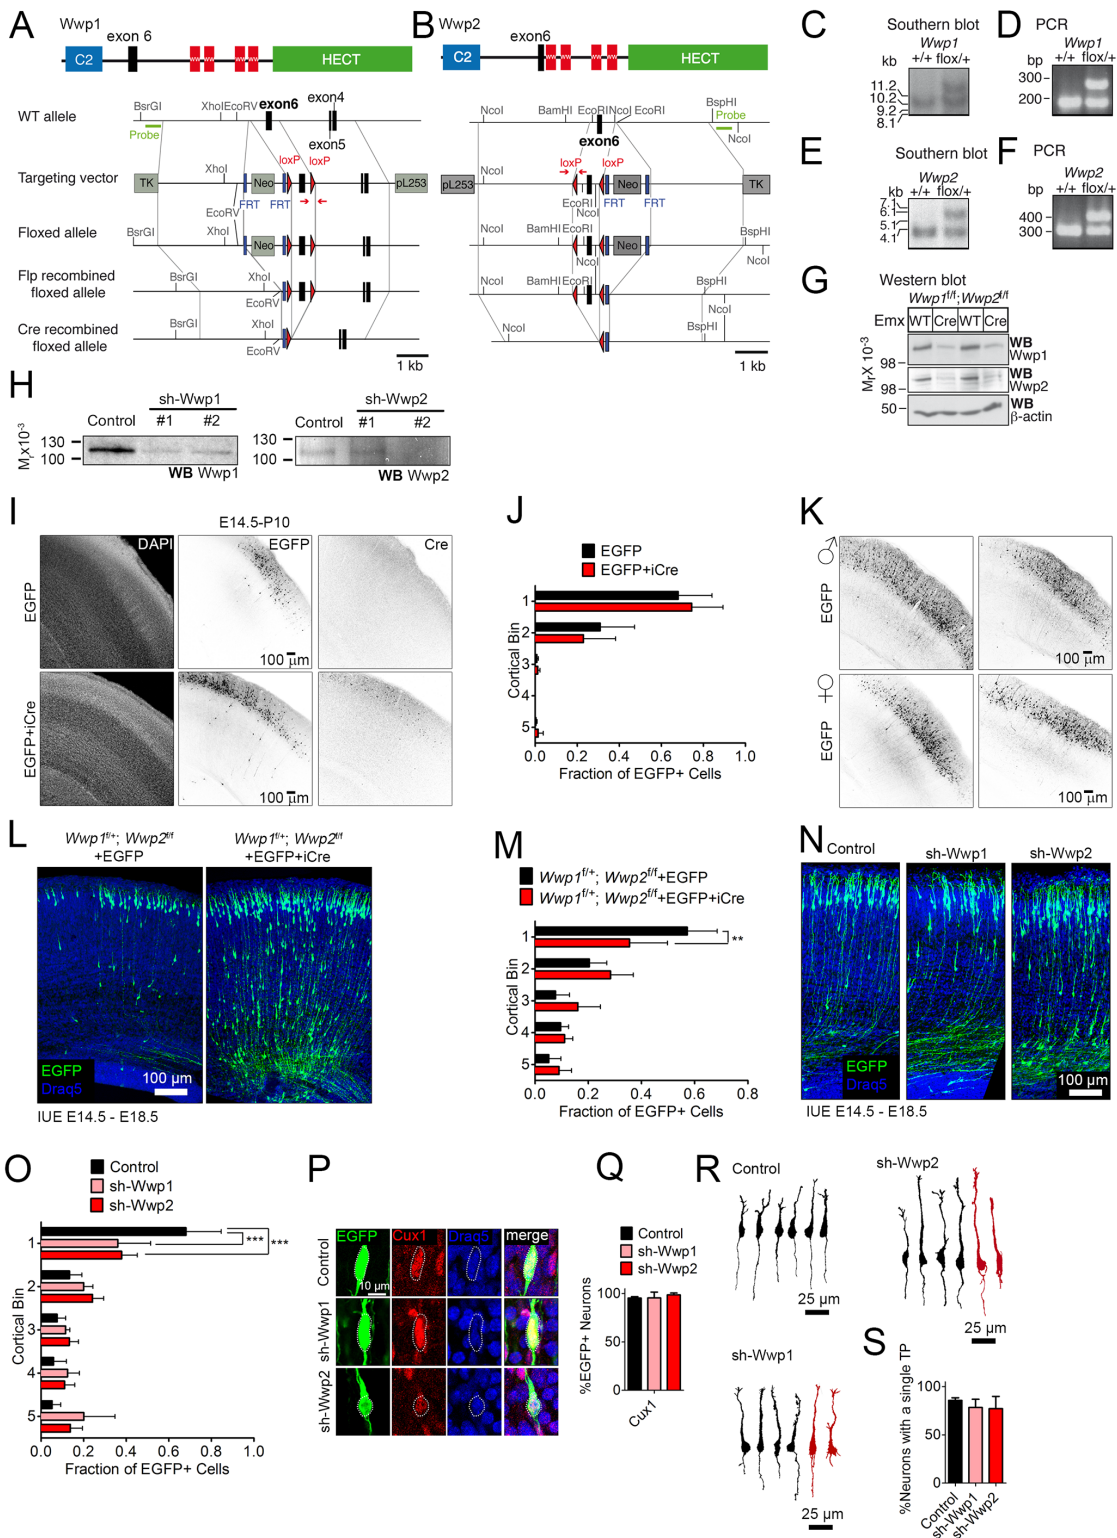 A
Wwp1
exon 6
C2
HECT
WT allele
BsrGI
XhoI
EcoRV
exon6
exon4
exon5
Probe
loxP
loxP
Targeting vector
TK
XhoI
EcoRV
Neo
FRT
FRT
pL253
Floxed allele
BsrGI
XhoI
Neo
Flp recombined
floxed allele
BsrGI
XhoI
EcoRV
Cre recombined
floxed allele
BsrGI
XhoI
EcoRV
1 kb
B
Wwp2
exon6
C2
HECT
NcoI
BamHI
EcoRI
NcoI
EcoRI
BspHI
Probe
NcoI
exon6
loxP
loxP
pL253
NcoI
EcoRI
NcoI
Neo
FRT
FRT
TK
NcoI
BamHI
EcoRI
NcoI
Neo
BspHI
NcoI
NcoI
BamHI
EcoRI
NcoI
BspHI
NcoI
NcoI
BspHI
NcoI
1 kb
C
Southern blot
Wwp1
kb
+/+ flox/+
11.2
10.2
9.2
8.1
D
PCR
Wwp1
bp
+/+ flox/+
300
200
E
Southern blot
Wwp2
kb
+/+ flox/+
7.1
6.1
5.1
4.1
F
PCR
Wwp2
bp
+/+ flox/+
400
300
G
Western blot
Wwp1f/f;Wwp2f/f
Emx
WT
Cre
WT
Cre
MrX 10-3
98
WB
Wwp1
98
WB
Wwp2
50
WB
β-actin
H
Control
sh-Wwp1
#1
#2
Mrx10-3
130
100
WB Wwp1
Control
sh-Wwp2
#1
#2
130
100
WB Wwp2
I
E14.5-P10
DAPI
EGFP
Cre
EGFP
100 µm
EGFP+iCre
100 µm
J
EGFP
EGFP+iCre
Cortical Bin
1
2
3
4
5
0.0 0.2 0.4 0.6 0.8 1.0
Fraction of EGFP+ Cells
K
♂
EGFP
100 µm
♀
EGFP
100 µm
L
Wwp1f/+; Wwp2f/f
+EGFP
Wwp1f/+; Wwp2f/f
+EGFP+iCre
EGFP
Draq5
100 µm
IUE E14.5 - E18.5
M
Wwp1f/+; Wwp2f/f+EGFP
Wwp1f/+; Wwp2f/f+EGFP+iCre
Cortical Bin
1
2
3
4
5
**
0.0 0.2 0.4 0.6 0.8
Fraction of EGFP+ Cells
N
Control
sh-Wwp1
sh-Wwp2
EGFP
Draq5
100 µm
IUE E14.5 - E18.5
O
Control
sh-Wwp1
sh-Wwp2
Cortical Bin
1
2
3
4
5
***
***
0.0 0.2 0.4 0.6 0.8 1.0
Fraction of EGFP+ Cells
P
EGFP
Cux1
Draq5
merge
Control
10 µm
sh-Wwp1
sh-Wwp2
Q
Control
sh-Wwp1
sh-Wwp2
%EGFP+ Neurons
100
50
0
Cux1
R
Control
25 µm
sh-Wwp2
25 µm
sh-Wwp1
25 µm
S
%Neurons with a single TP
100
50
0
Control
sh-Wwp1
sh-Wwp2